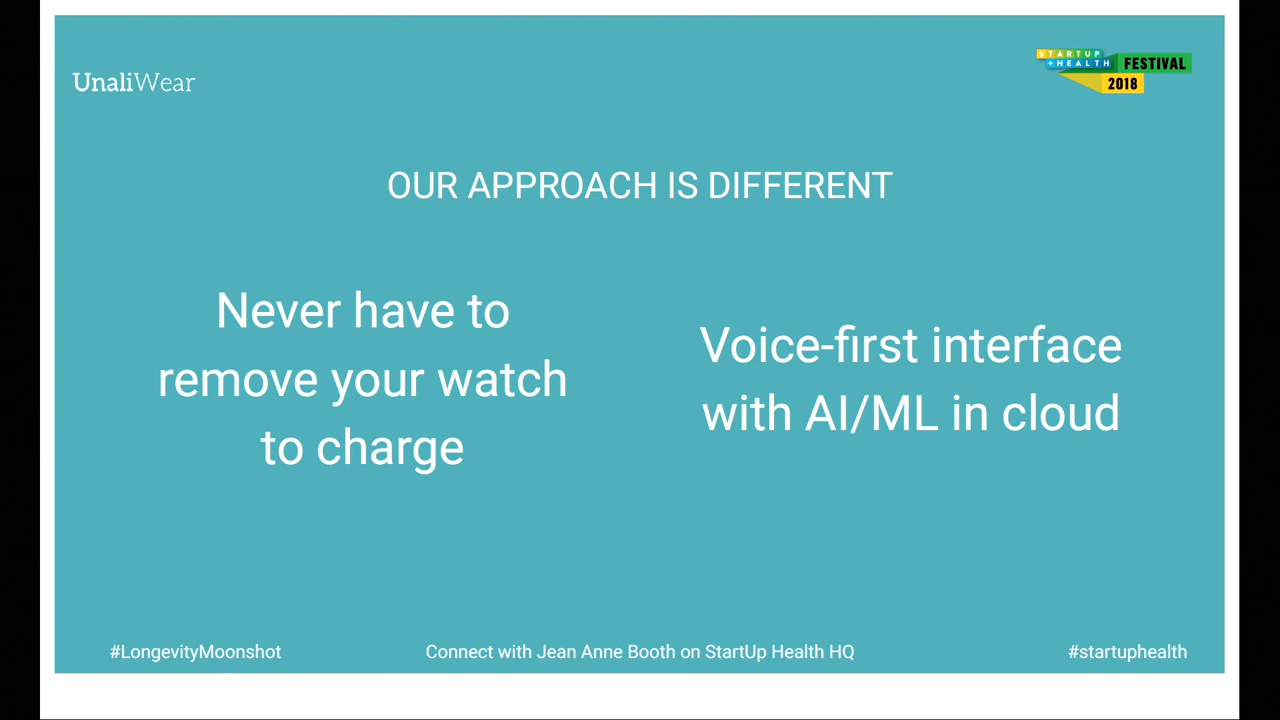 UnaliWear
STARTUP
+HEALTH
FESTIVAL
2018
OUR APPROACH IS DIFFERENT
Never have to
remove your watch
to charge
Voice-first interface
with AI/ML in cloud
#LongevityMoonshot
Connect with Jean Anne Booth on StartUp Health HQ
#startuphealth